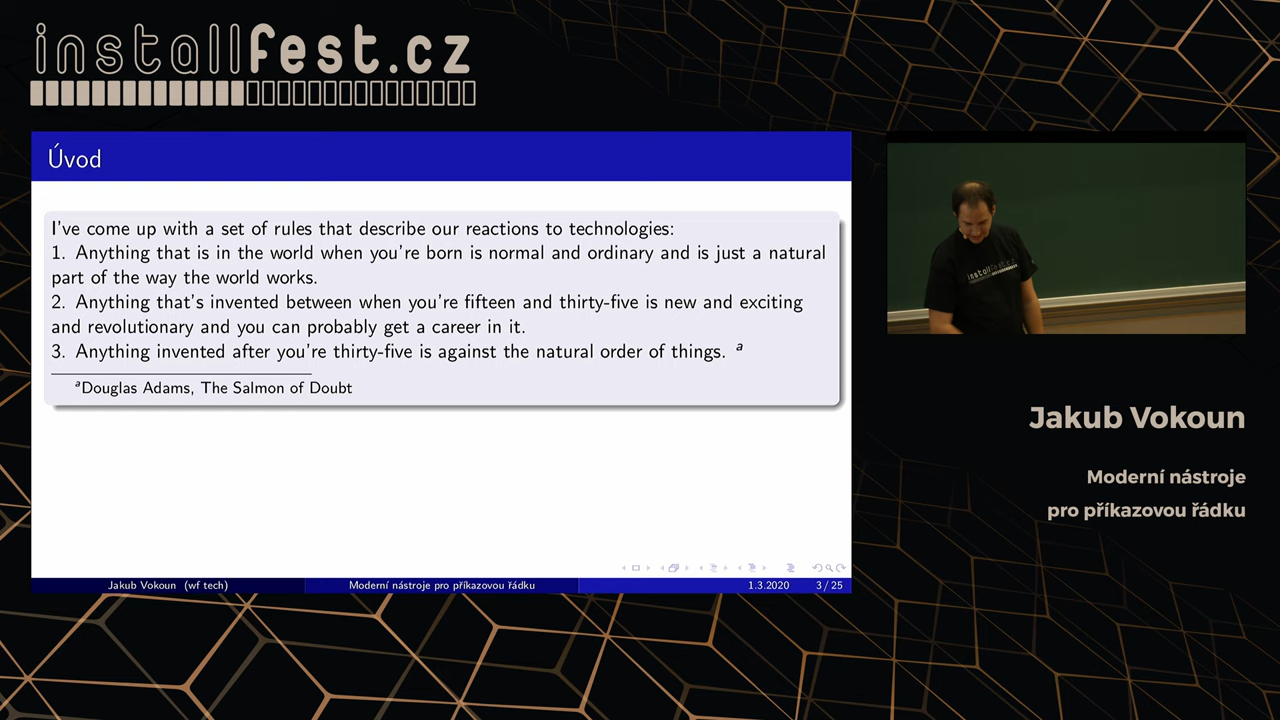 installfest.cz
Úvod
I've come up with a set of rules that describe our reactions to technologies:
1. Anything that is in the world when you're born is normal and ordinary and is just a natural
part of the way the world works.
2. Anything that's invented between when you're fifteen and thirty-five is new and exciting
and revolutionary and you can probably get a career in it.
3. Anything invented after you're thirty-five is against the natural order of things. a
aDouglas Adams, The Salmon of Doubt
Jakub Vokoun (wf tech)
Moderní nástroje pro příkazovou řádku
1.3.2020
3 / 25
installfest.cz
Jakub Vokoun
Moderní nástroje
pro příkazovou řádku